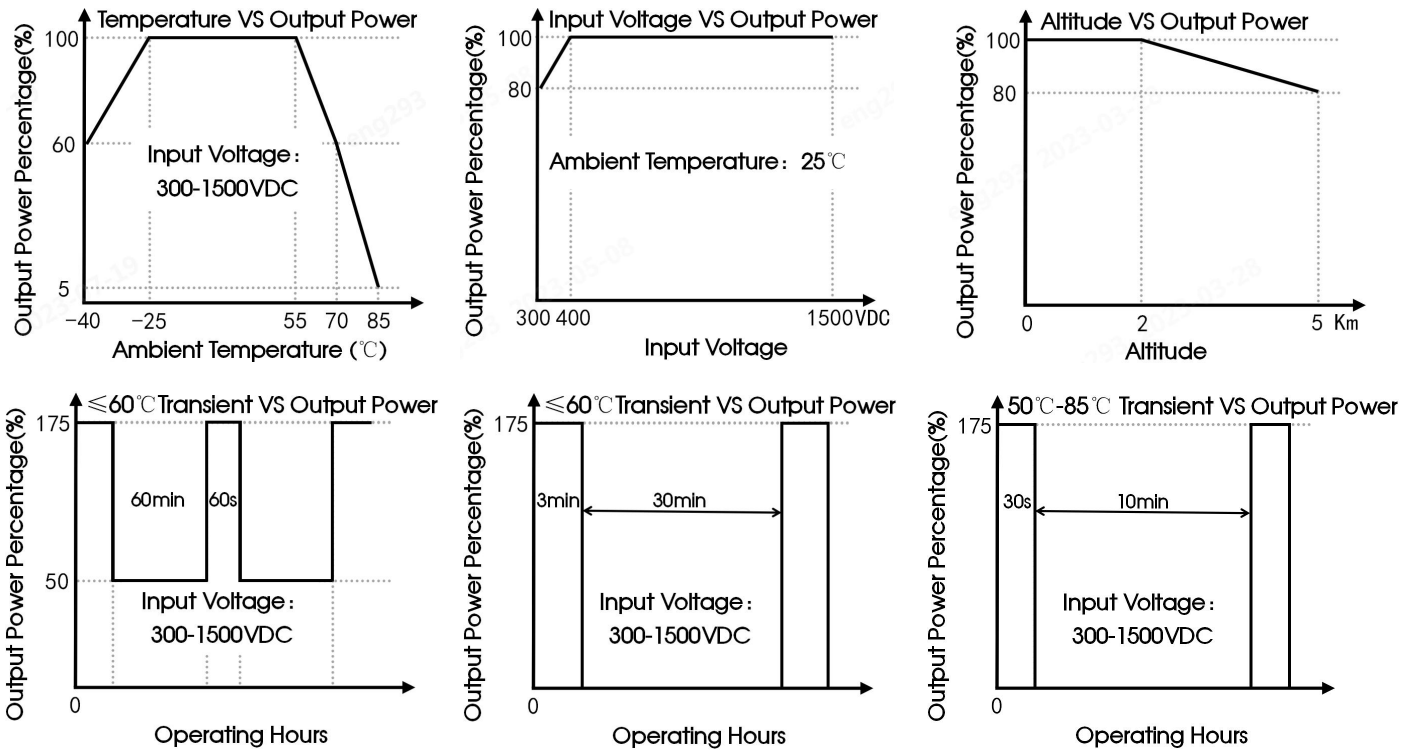 Temperature VS Output Power
Output Power Percentage(%)
100
60
5
Input Voltage:
300-1500VDC
-40 -25 55 70 85
Ambient Temperature (℃)
Input Voltage VS Output Power
Output Power Percentage(%)
100
80
Ambient Temperature: 25℃
300 400 1500VDC
Input Voltage
Altitude VS Output Power
Output Power Percentage(%)
100
80
0 2 5 Km
Altitude
≤60℃Transient VS Output Power
Output Power Percentage(%)
175
60min 60s
50
Input Voltage:
300-1500VDC
0
Operating Hours
≤60℃Transient VS Output Power
Output Power Percentage(%)
175
3min 30min
Input Voltage:
300-1500VDC
0
Operating Hours
50℃-85℃ Transient VS Output Power
Output Power Percentage(%)
175
30s 10min
Input Voltage:
300-1500VDC
0
Operating Hours